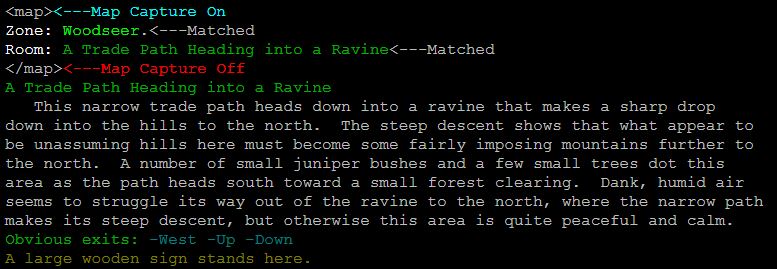 <map><---Map Capture On
Zone: Woodseer.<---Matched
Room: A Trade Path Heading into a Ravine<---Matched
</map><---Map Capture Off
A Trade Path Heading into a Ravine
   This narrow trade path heads down into a ravine that makes a sharp drop
down into the hills to the north.  The steep descent shows that what appear to
be unassuming hills here must become some fairly imposing mountains further to
the north.  A number of small juniper bushes and a few small trees dot this
area as the path heads south toward a small forest clearing.  Dank, humid air
seems to struggle its way out of the ravine to the north, where the narrow path
makes its steep descent, but otherwise this area is quite peaceful and calm.
Obvious exits: -West -Up -Down
A large wooden sign stands here.